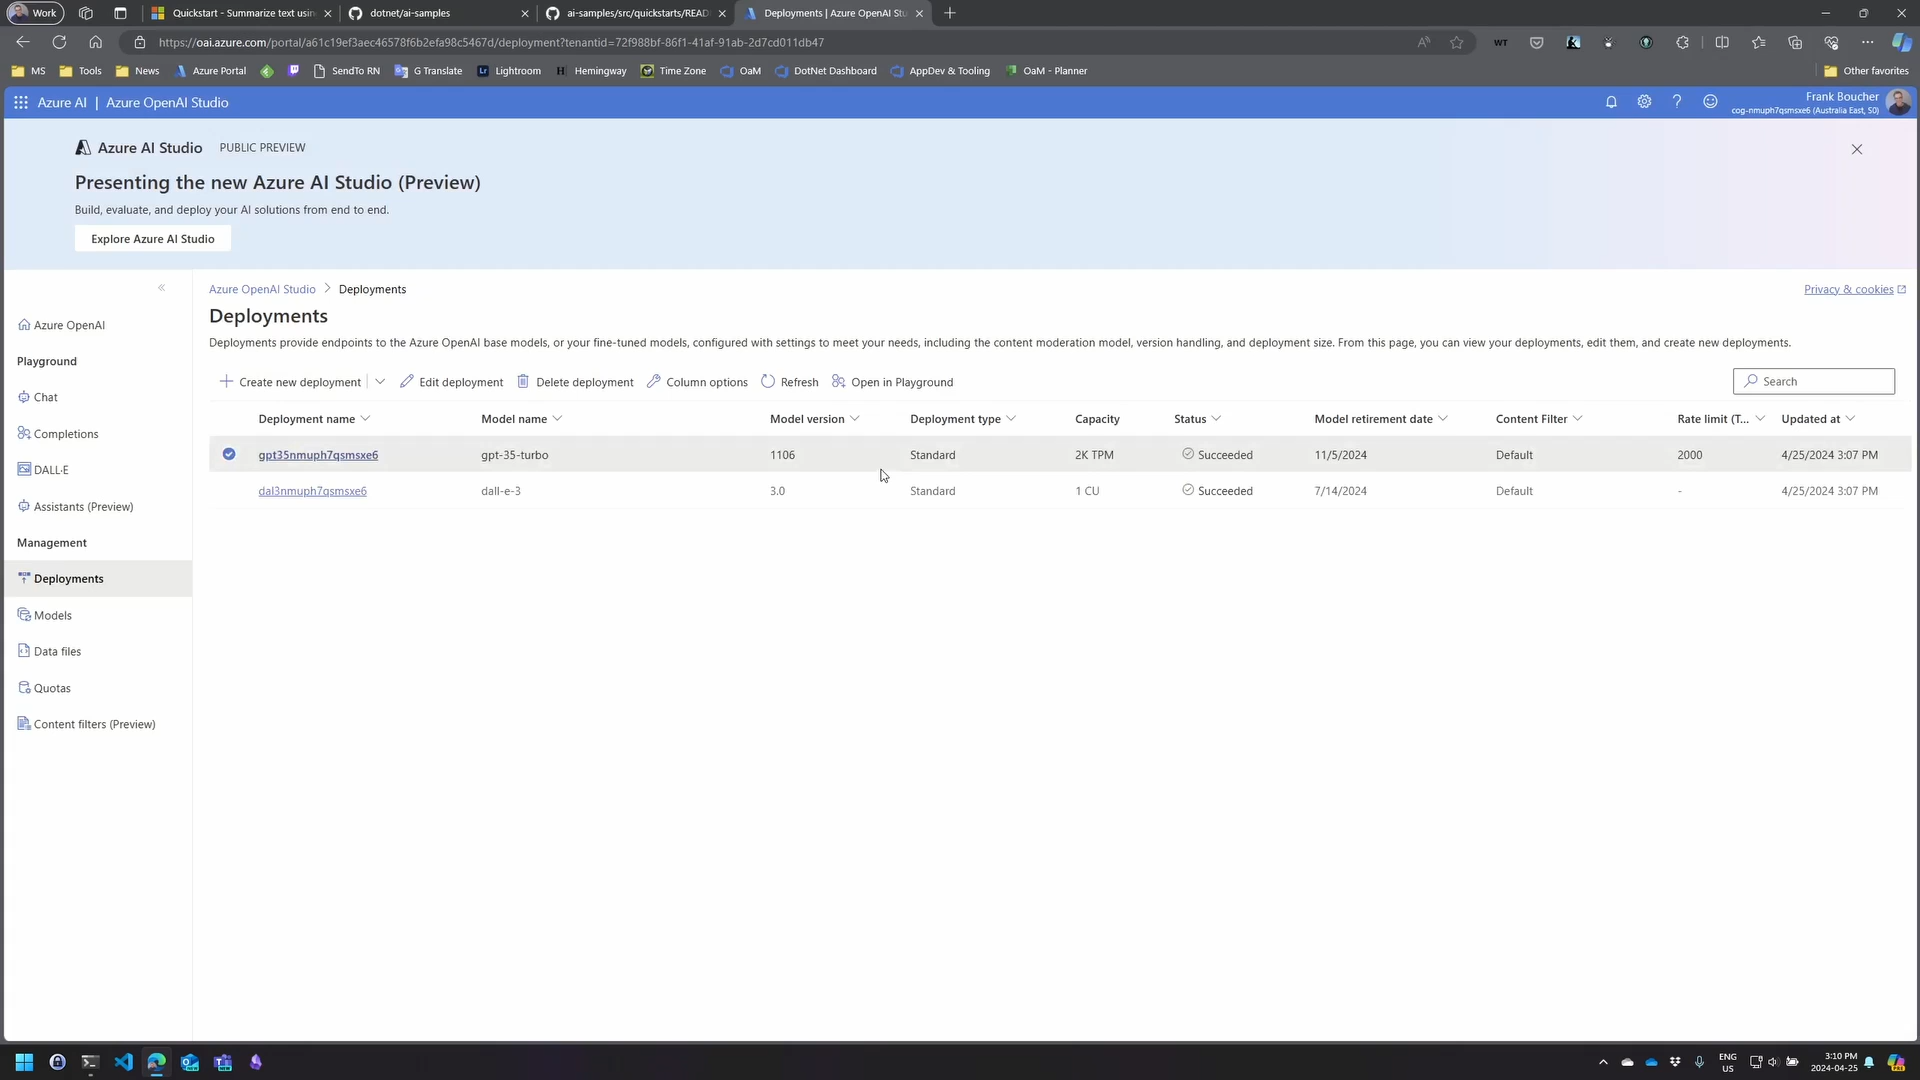 Work
Quickstart - Summarize text using
dotnet/ai-samples
ai-samples/src/quickstarts/READ
Deployments | Azure OpenAI Stu
https://oai.azure.com/portal/a61c19ef3aec46578f6b2efa98c5467d/deployment?tenantid=72f988bf-86f1-41af-91ab-2d7cd011db47
WT
MS
Tools
News
Azure Portal
SendTo RN
G Translate
Lr
Lightroom
H
Hemingway
Time Zone
OaM
DotNet Dashboard
AppDev & Tooling
OaM - Planner
Other favorites
Azure AI | Azure OpenAI Studio
Frank Boucher
cog-nmuph7qsmsxe6 (Australia East, S0)
Azure AI Studio PUBLIC PREVIEW
Presenting the new Azure AI Studio (Preview)
Build, evaluate, and deploy your AI solutions from end to end.
Explore Azure AI Studio
Azure OpenAI
Playground
Chat
Completions
DALL·E
Assistants (Preview)
Management
Deployments
Models
Data files
Quotas
Content filters (Preview)
Azure OpenAI Studio > Deployments
Privacy & cookies
Deployments
Deployments provide endpoints to the Azure OpenAI base models, or your fine-tuned models, configured with settings to meet your needs, including the content moderation model, version handling, and deployment size. From this page, you can view your deployments, edit them, and create new deployments.
Create new deployment
Edit deployment
Delete deployment
Column options
Refresh
Open in Playground
Search
Deployment name Model name Model version Deployment type Capacity Status Model retirement date Content Filter Rate limit (T... Updated at
gpt35nmuph7qsmsxe6 gpt-35-turbo 1106 Standard 2K TPM Succeeded 11/5/2024 Default 2000 4/25/2024 3:07 PM
dal3nmuph7qsmsxe6 dall-e-3 3.0 Standard 1 CU Succeeded 7/14/2024 Default - 4/25/2024 3:07 PM
ENG
US
3:10 PM
2024-04-25